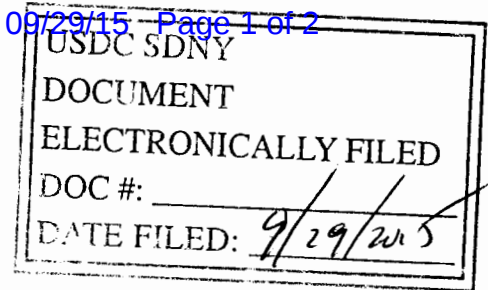 09/29/15 Page 1 of 2
USDC SDNY
DOCUMENT
ELECTRONICALLY FILED
DOC #:
DATE FILED: 9/29/2015